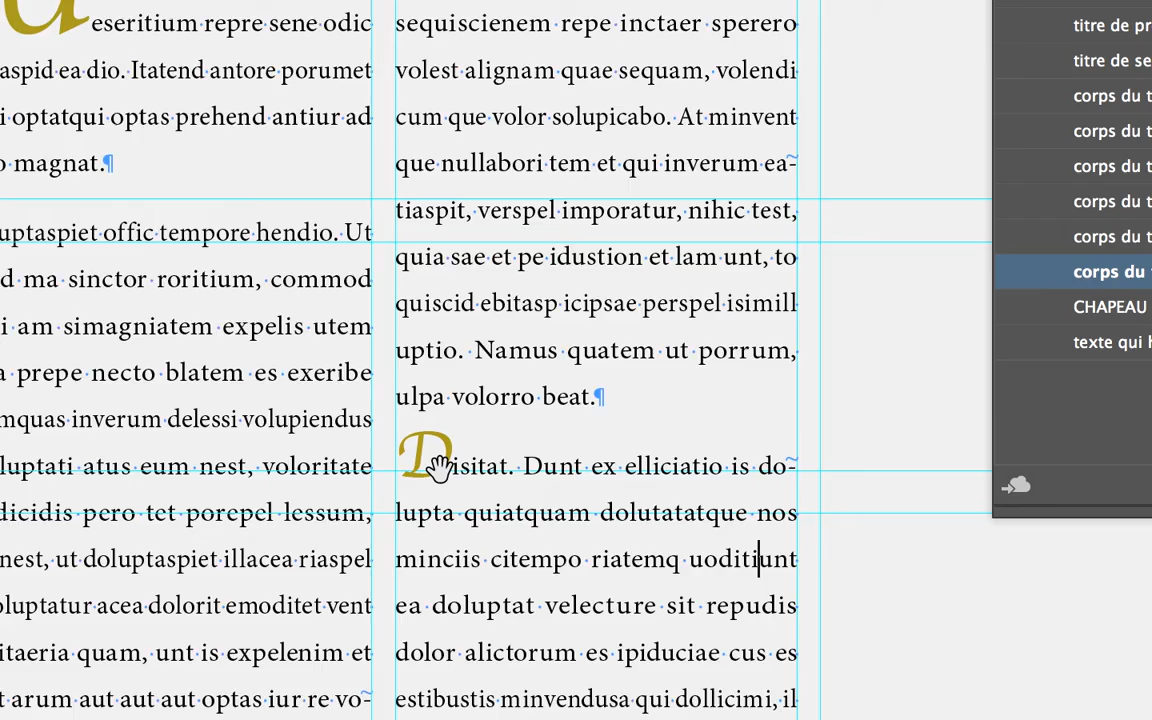 eseritium repre sene odic
aspid ea dio. Itatend antore porumet
i optatqui optas prehend antiur ad
o magnat.¶
uptaspiet offic tempore hendio. Ut
d ma sinctor roritium, commod
i am simagniatem expelis utem
a prepe necto blatem es exeribe
mquas inverum delessi volupiendus
luptati atus eum nest, voloritate
dicidis pero tet porepel lessum,
nest, ut doluptaspiet illacea riaspel
oluptatur acea dolorit emoditet vent
itaeria quam, unt is expelenim et
t arum aut aut aut optas iur re vo-
sequiscienem repe inctaer sperero
volest alignam quae sequam, volendi
cum que volor solupicabo. At minvent
que nullabori tem et qui inverum ea-
tiaspit, verspel imporatur, nihic test,
quia sae et pe idustion et lam unt, to
quiscid ebitasp icipsae perspel isimill
uptio. Namus quatem ut porrum,
ulpa volorro beat.¶
Disitat. Dunt ex elliciatio is do-
lupta quiatquam dolutatatque nos
minciis citempo riatemq uoditiunt
ea doluptat velecture sit repudis
dolor alictorum es ipiduciae cus es
estibustis minvendusa qui dollicimi, il
titre de pr
titre de se
corps du t
corps du t
corps du t
corps du t
corps du t
corps du t
CHAPEAU
texte qui h